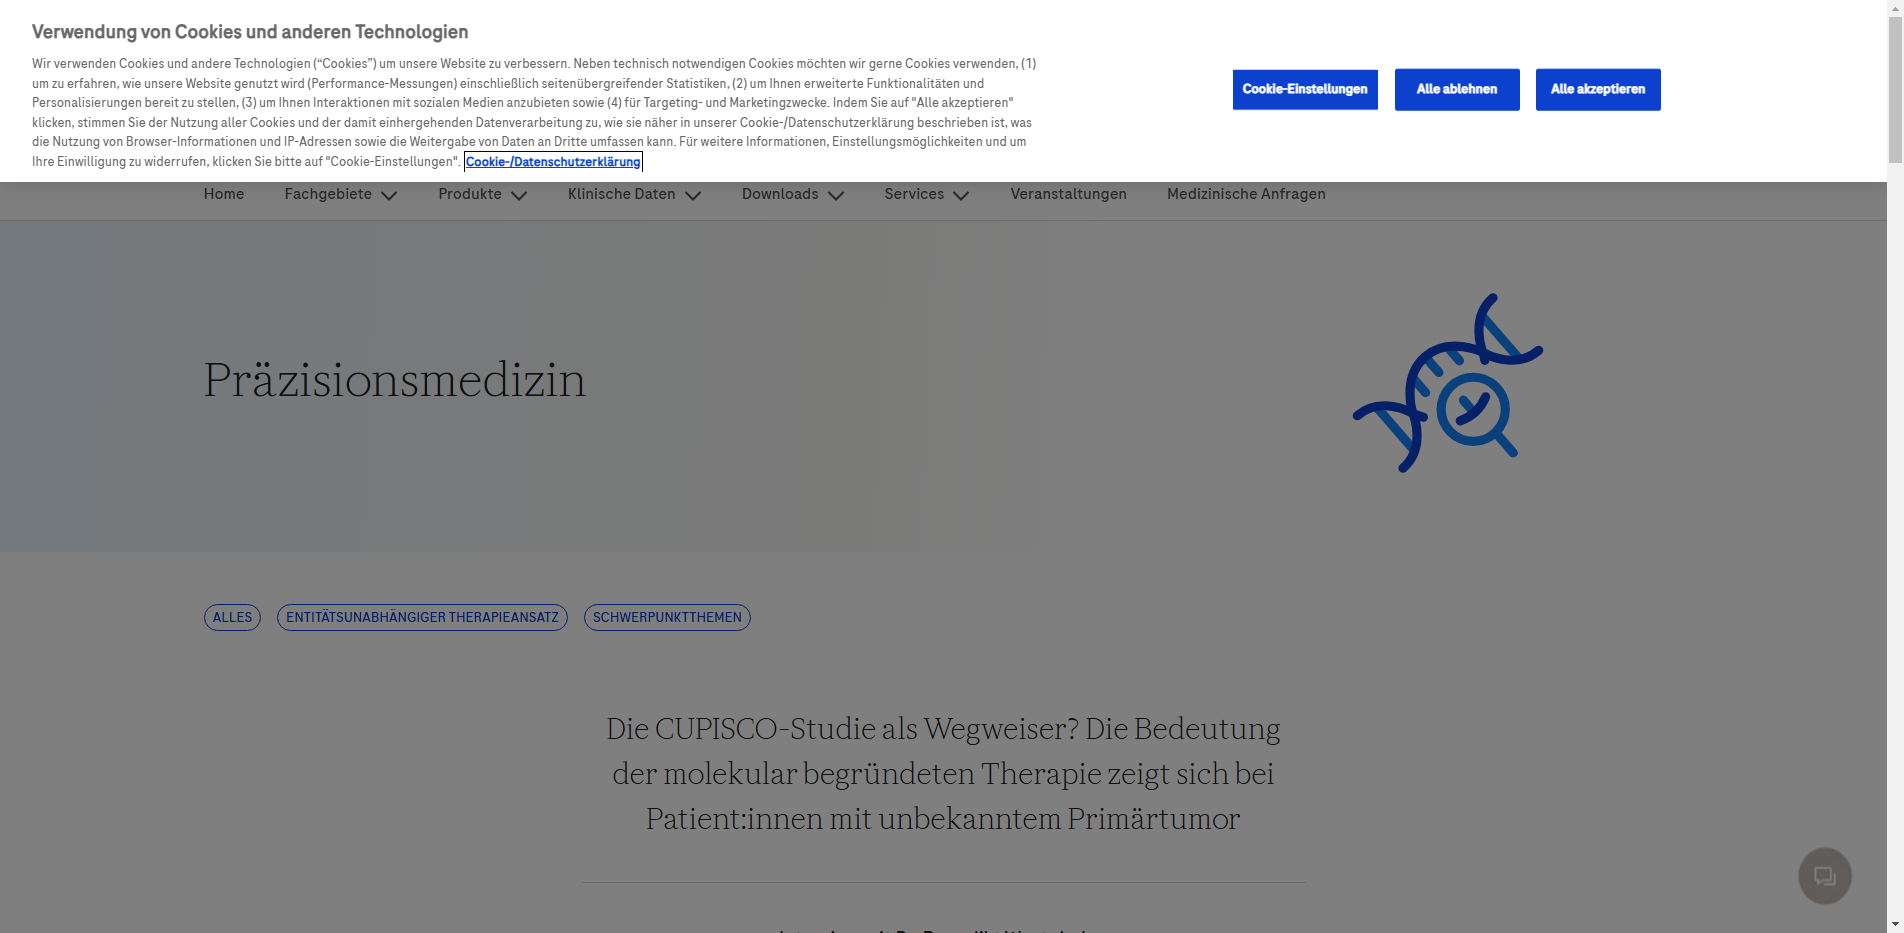 Verwendung von Cookies und anderen Technologien
Wir verwenden Cookies und andere Technologien (“Cookies”) um unsere Website zu verbessern. Neben technisch notwendigen Cookies möchten wir gerne Cookies verwenden, (1)
um zu erfahren, wie unsere Website genutzt wird (Performance-Messungen) einschließlich seitenübergreifender Statistiken, (2) um Ihnen erweiterte Funktionalitäten und
Personalisierungen bereit zu stellen, (3) um Ihnen Interaktionen mit sozialen Medien anzubieten sowie (4) für Targeting- und Marketingzwecke. Indem Sie auf "Alle akzeptieren"
klicken, stimmen Sie der Nutzung aller Cookies und der damit einhergehenden Datenverarbeitung zu, wie sie näher in unserer Cookie-/Datenschutzerklärung beschrieben ist, was
die Nutzung von Browser-Informationen und IP-Adressen sowie die Weitergabe von Daten an Dritte umfassen kann. Für weitere Informationen, Einstellungsmöglichkeiten und um
Ihre Einwilligung zu widerrufen, klicken Sie bitte auf "Cookie-Einstellungen". Cookie-/Datenschutzerklärung
Cookie-Einstellungen Alle ablehnen Alle akzeptieren
Home Fachgebiete Produkte Klinische Daten Downloads Services Veranstaltungen Medizinische Anfragen
Präzisionsmedizin
ALLES ENTITÄTSUNABHÄNGIGER THERAPIEANSATZ SCHWERPUNKTTHEMEN
Die CUPISCO-Studie als Wegweiser? Die Bedeutung
der molekular begründeten Therapie zeigt sich bei
Patient:innen mit unbekanntem Primärtumor